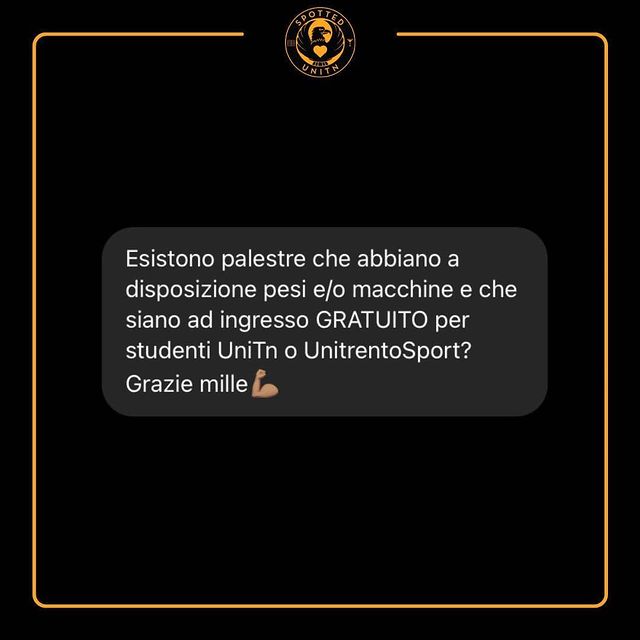 SPOTTED
UNITN
Esistono palestre che abbiano a
disposizione pesi e/o macchine e che
siano ad ingresso GRATUITO per
studenti UniTn o UnitrentoSport?
Grazie mille💪🏽